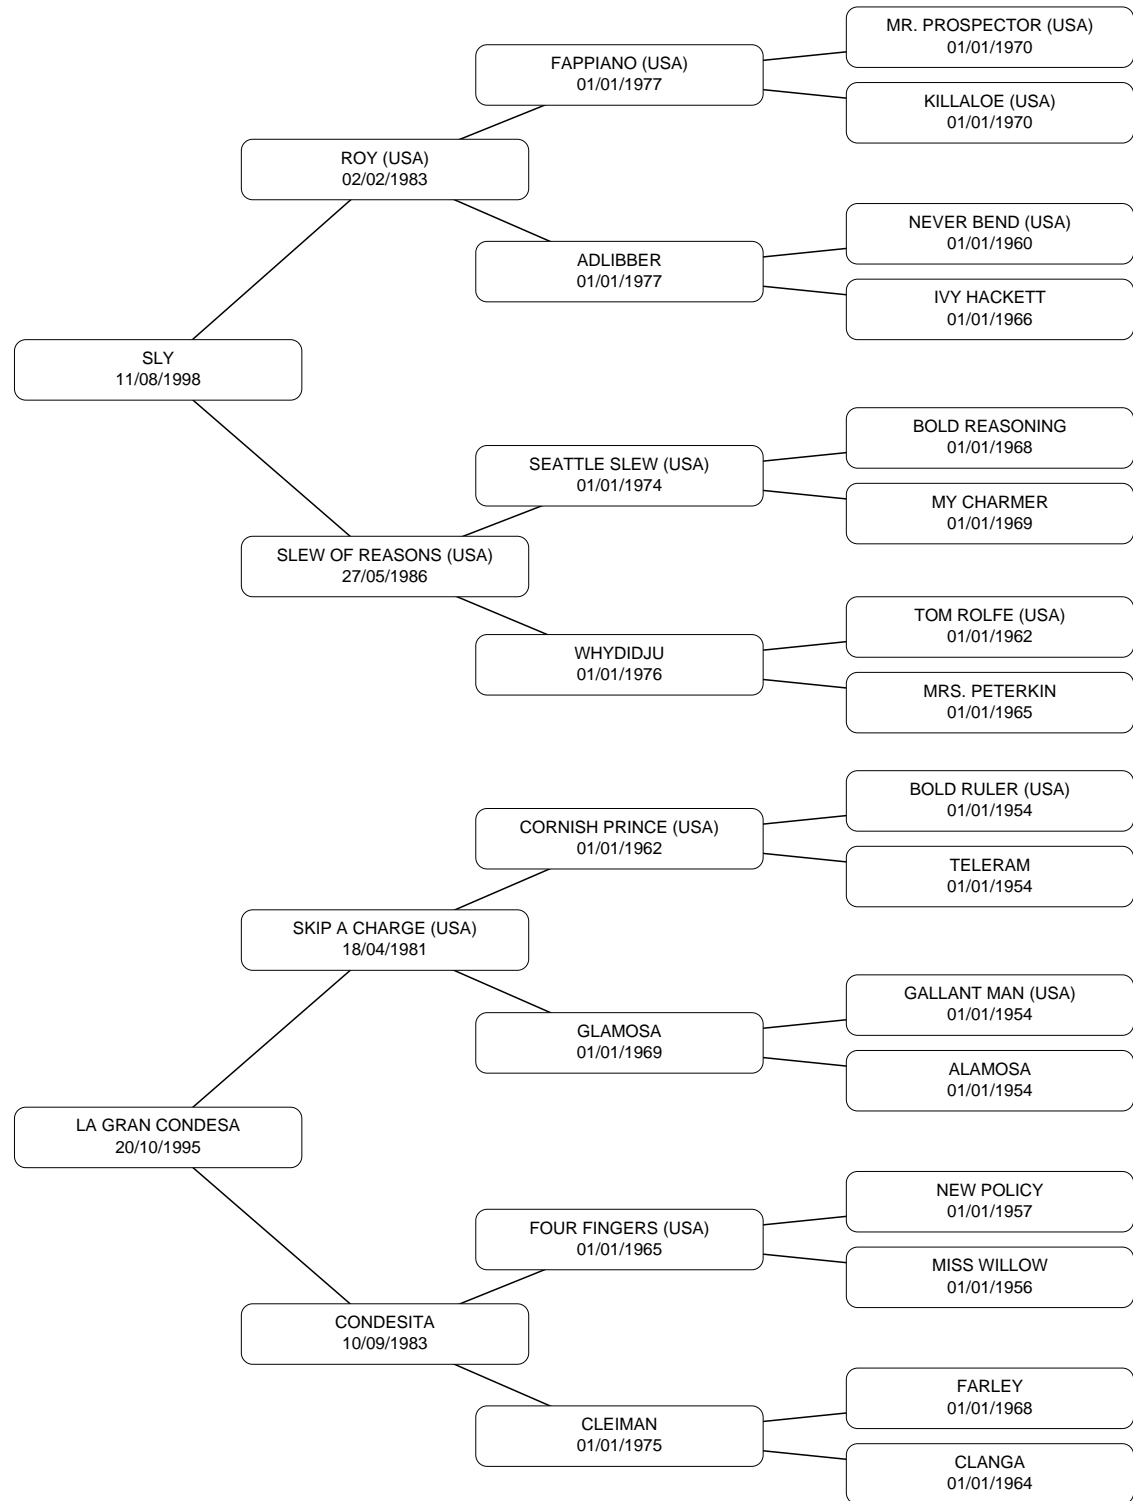 MR. PROSPECTOR (USA)
01/01/1970
FAPPIANO (USA)
01/01/1977
KILLALOE (USA)
01/01/1970
ROY (USA)
02/02/1983
NEVER BEND (USA)
01/01/1960
ADLIBBER
01/01/1977
IVY HACKETT
01/01/1966
SLY
11/08/1998
BOLD REASONING
01/01/1968
SEATTLE SLEW (USA)
01/01/1974
MY CHARMER
01/01/1969
SLEW OF REASONS (USA)
27/05/1986
TOM ROLFE (USA)
01/01/1962
WHYDIDJU
01/01/1976
MRS. PETERKIN
01/01/1965
BOLD RULER (USA)
01/01/1954
CORNISH PRINCE (USA)
01/01/1962
TELERAM
01/01/1954
SKIP A CHARGE (USA)
18/04/1981
GALLANT MAN (USA)
01/01/1954
GLAMOSA
01/01/1969
ALAMOSA
01/01/1954
LA GRAN CONDESA
20/10/1995
NEW POLICY
01/01/1957
FOUR FINGERS (USA)
01/01/1965
MISS WILLOW
01/01/1956
CONDESITA
10/09/1983
FARLEY
01/01/1968
CLEIMAN
01/01/1975
CLANGA
01/01/1964